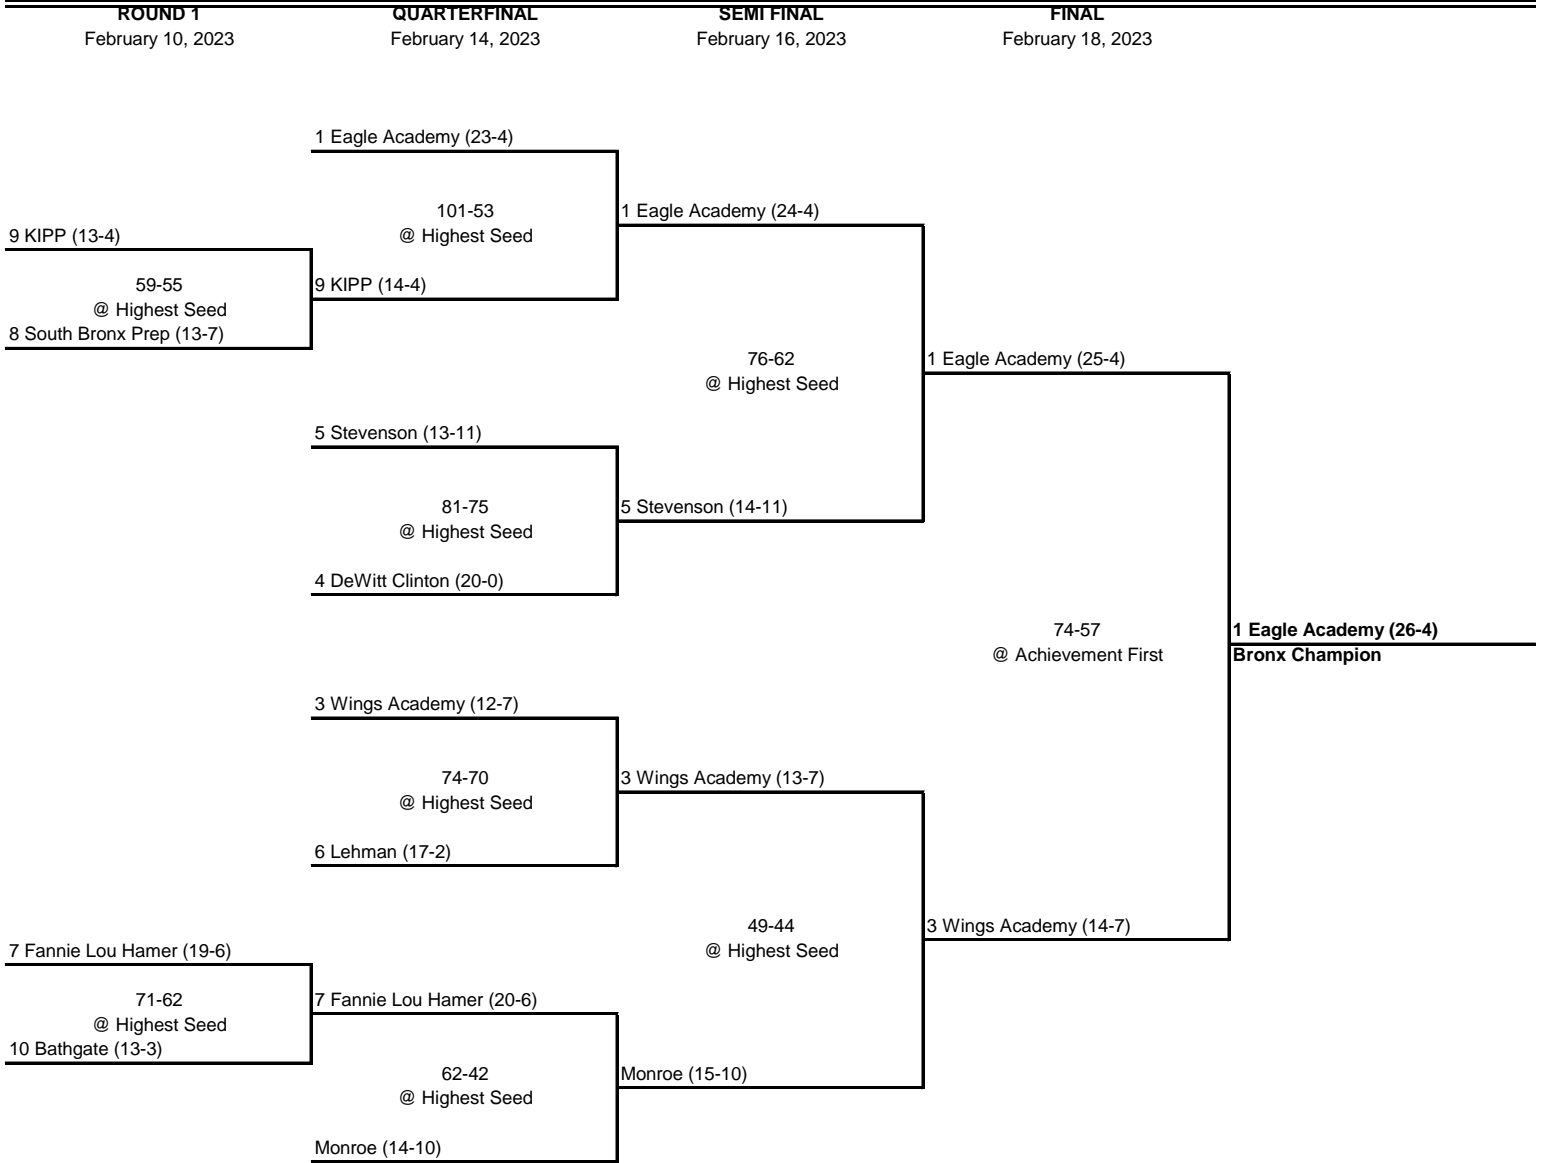 ROUND 1
February 10, 2023
QUARTERFINAL
February 14, 2023
SEMI FINAL
February 16, 2023
FINAL
February 18, 2023
1 Eagle Academy (23-4)
101-53
@ Highest Seed
1 Eagle Academy (24-4)
9 KIPP (13-4)
59-55
@ Highest Seed
9 KIPP (14-4)
8 South Bronx Prep (13-7)
76-62
@ Highest Seed
1 Eagle Academy (25-4)
5 Stevenson (13-11)
81-75
@ Highest Seed
5 Stevenson (14-11)
4 DeWitt Clinton (20-0)
74-57
@ Achievement First
1 Eagle Academy (26-4)
Bronx Champion
3 Wings Academy (12-7)
74-70
@ Highest Seed
3 Wings Academy (13-7)
6 Lehman (17-2)
49-44
@ Highest Seed
3 Wings Academy (14-7)
7 Fannie Lou Hamer (19-6)
71-62
@ Highest Seed
7 Fannie Lou Hamer (20-6)
10 Bathgate (13-3)
62-42
@ Highest Seed
Monroe (15-10)
Monroe (14-10)